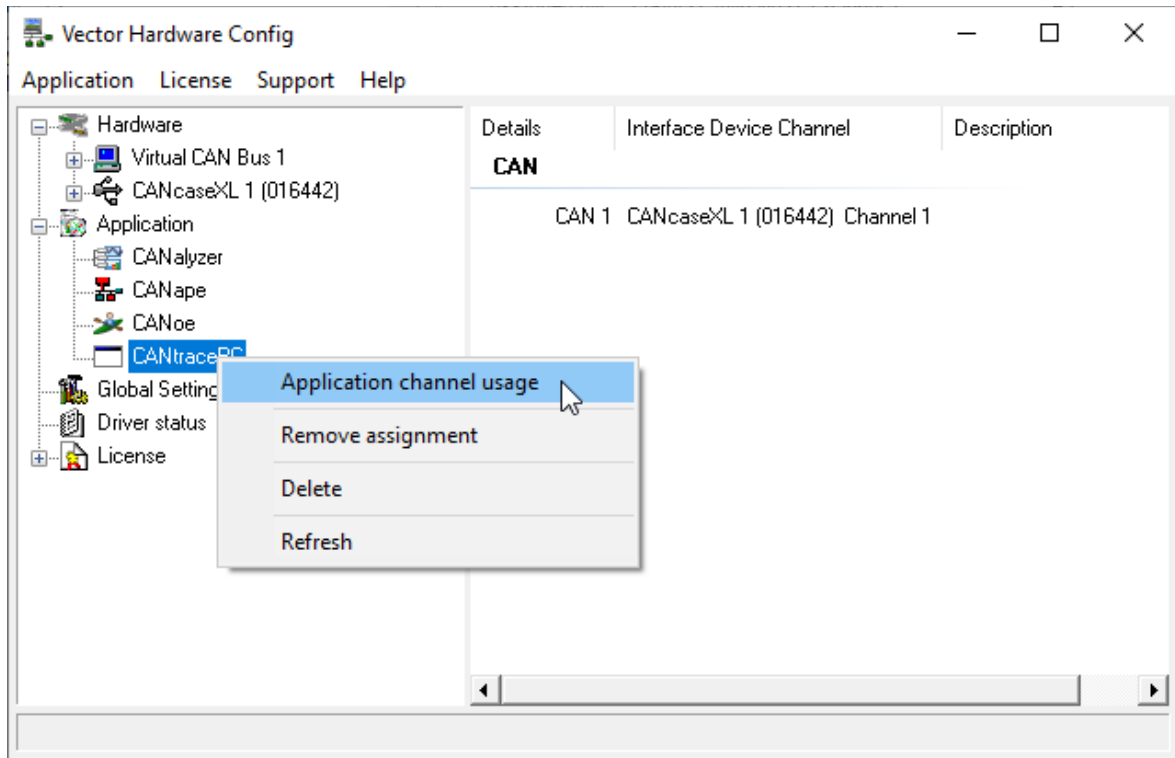 Vector Hardware Config
Application License Support Help
Hardware
Virtual CAN Bus 1
CANcaseXL 1 (016442)
Application
CANalyzer
CANape
CANoe
CANtracePC
Global Setting
Driver status
License
Application channel usage
Remove assignment
Delete
Refresh
Details Interface Device Channel Description
CAN
CAN 1 CANcaseXL 1 (016442) Channel 1